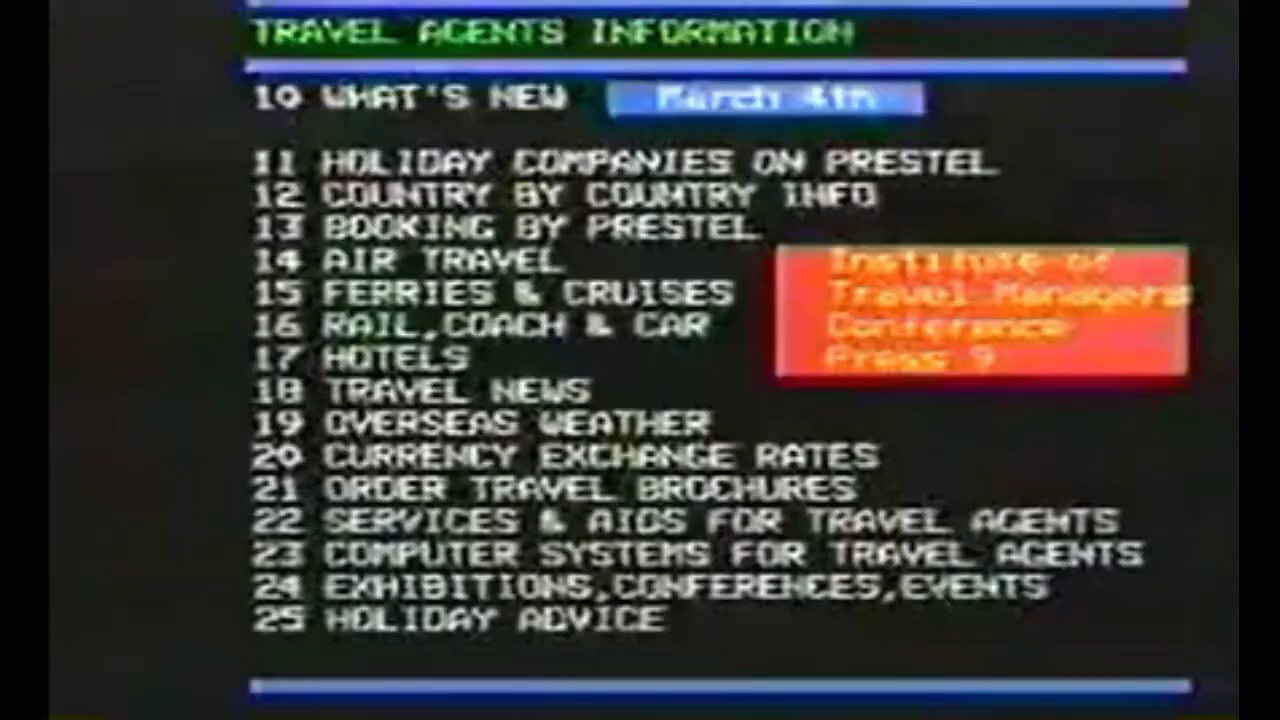 TRAVEL AGENTS INFORMATION
10 WHAT'S NEW March 4th
11 HOLIDAY COMPANIES ON PRESTEL
12 COUNTRY BY COUNTRY INFO
13 BOOKING BY PRESTEL
14 AIR TRAVEL
15 FERRIES & CRUISES
16 RAIL,COACH & CAR
17 HOTELS
Institute of
Travel Managers
Conference
Press 9
18 TRAVEL NEWS
19 OVERSEAS WEATHER
20 CURRENCY EXCHANGE RATES
21 ORDER TRAVEL BROCHURES
22 SERVICES & AIDS FOR TRAVEL AGENTS
23 COMPUTER SYSTEMS FOR TRAVEL AGENTS
24 EXHIBITIONS,CONFERENCES,EVENTS
25 HOLIDAY ADVICE